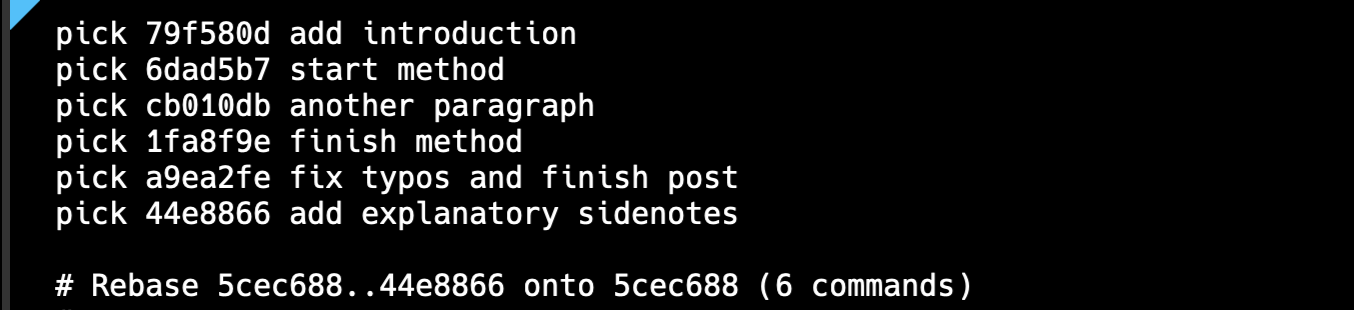 pick 79f580d add introduction
pick 6dad5b7 start method
pick cb010db another paragraph
pick 1fa8f9e finish method
pick a9ea2fe fix typos and finish post
pick 44e8866 add explanatory sidenotes
# Rebase 5cec688..44e8866 onto 5cec688 (6 commands)